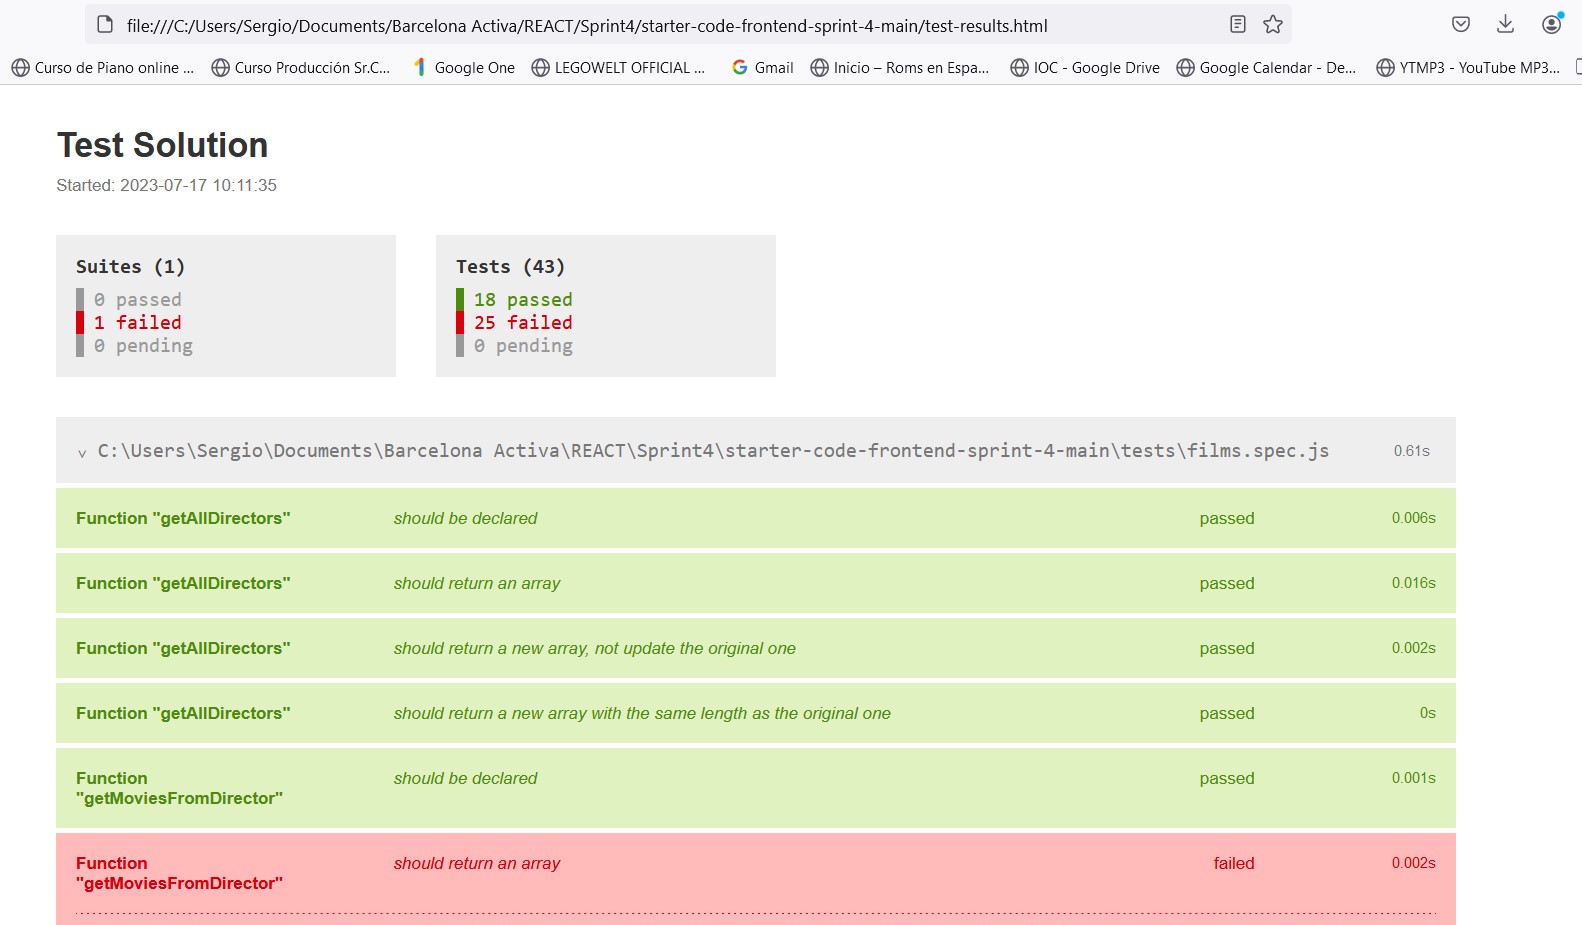 file:///C:/Users/Sergio/Documents/Barcelona Activa/REACT/Sprint4/starter-code-frontend-sprint-4-main/test-results.html
Curso de Piano online ... Curso Producción Sr.C... Google One LEGOWELT OFFICIAL ... Gmail Inicio – Roms en Espa... IOC - Google Drive Google Calendar - De... YTMP3 - YouTube MP3...
Test Solution
Started: 2023-07-17 10:11:35
Suites (1)
0 passed
1 failed
0 pending
Tests (43)
18 passed
25 failed
0 pending
C:\Users\Sergio\Documents\Barcelona Activa\REACT\Sprint4\starter-code-frontend-sprint-4-main\tests\films.spec.js 0.61s
Function "getAllDirectors" should be declared passed 0.006s
Function "getAllDirectors" should return an array passed 0.016s
Function "getAllDirectors" should return a new array, not update the original one passed 0.002s
Function "getAllDirectors" should return a new array with the same length as the original one passed 0s
Function should be declared passed 0.001s
"getMoviesFromDirector"
Function should return an array failed 0.002s
"getMoviesFromDirector"